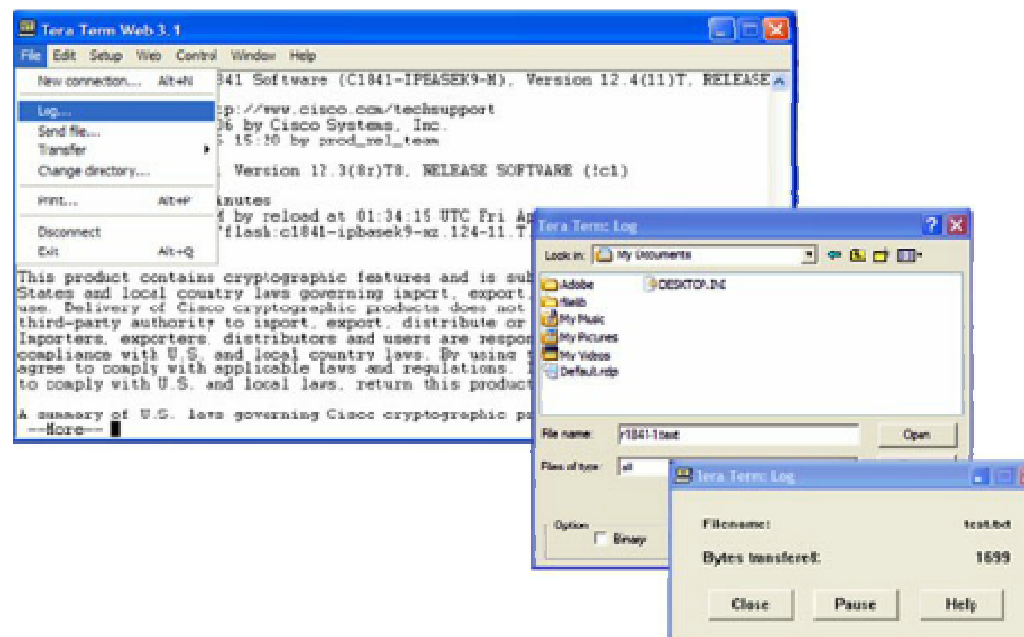 Tera Term Web 3.1
File Edit Setup Web Control Window Help
New connection... Alt+N
Log...
Send file...
Transfer
Change directory...
Print... Alt+P
Disconnect
Exit Alt+Q
341 Software (C1841-IPBASEK9-M), Version 12.4(11)T, RELEASE
tp://www.cisco.com/techsupport
06 by Cisco Systems, Inc.
15:20 by prod_rel_team
Version 12.3(8r)T8, RELEASE SOFTWARE (fc1)
inutes
by reload at 01:34:15 UTC Fri Ap
"flash:c1841-ipbasek9-mz.124-11.T.
This product contains cryptographic features and is sub
States and local country laws governing import, export,
use. Delivery of Cisco cryptographic products does not
third-party authority to import, export, distribute or
Importers, exporters, distributors and users are respon
compliance with U.S. and local country laws. By using t
agree to comply with applicable laws and regulations. I
to comply with U.S. and local laws, return this product
A summary of U.S. laws governing Cisco cryptographic pr
--More--
Tera Term: Log
Look in: My Documents
Adobe
DESKTOP.INI
My Music
My Pictures
My Videos
Default.rdp
File name:
Open
Files of type: all
Option
Binary
Tera Term: Log
Filename: test.txt
Bytes transfered: 1699
Close Pause Help